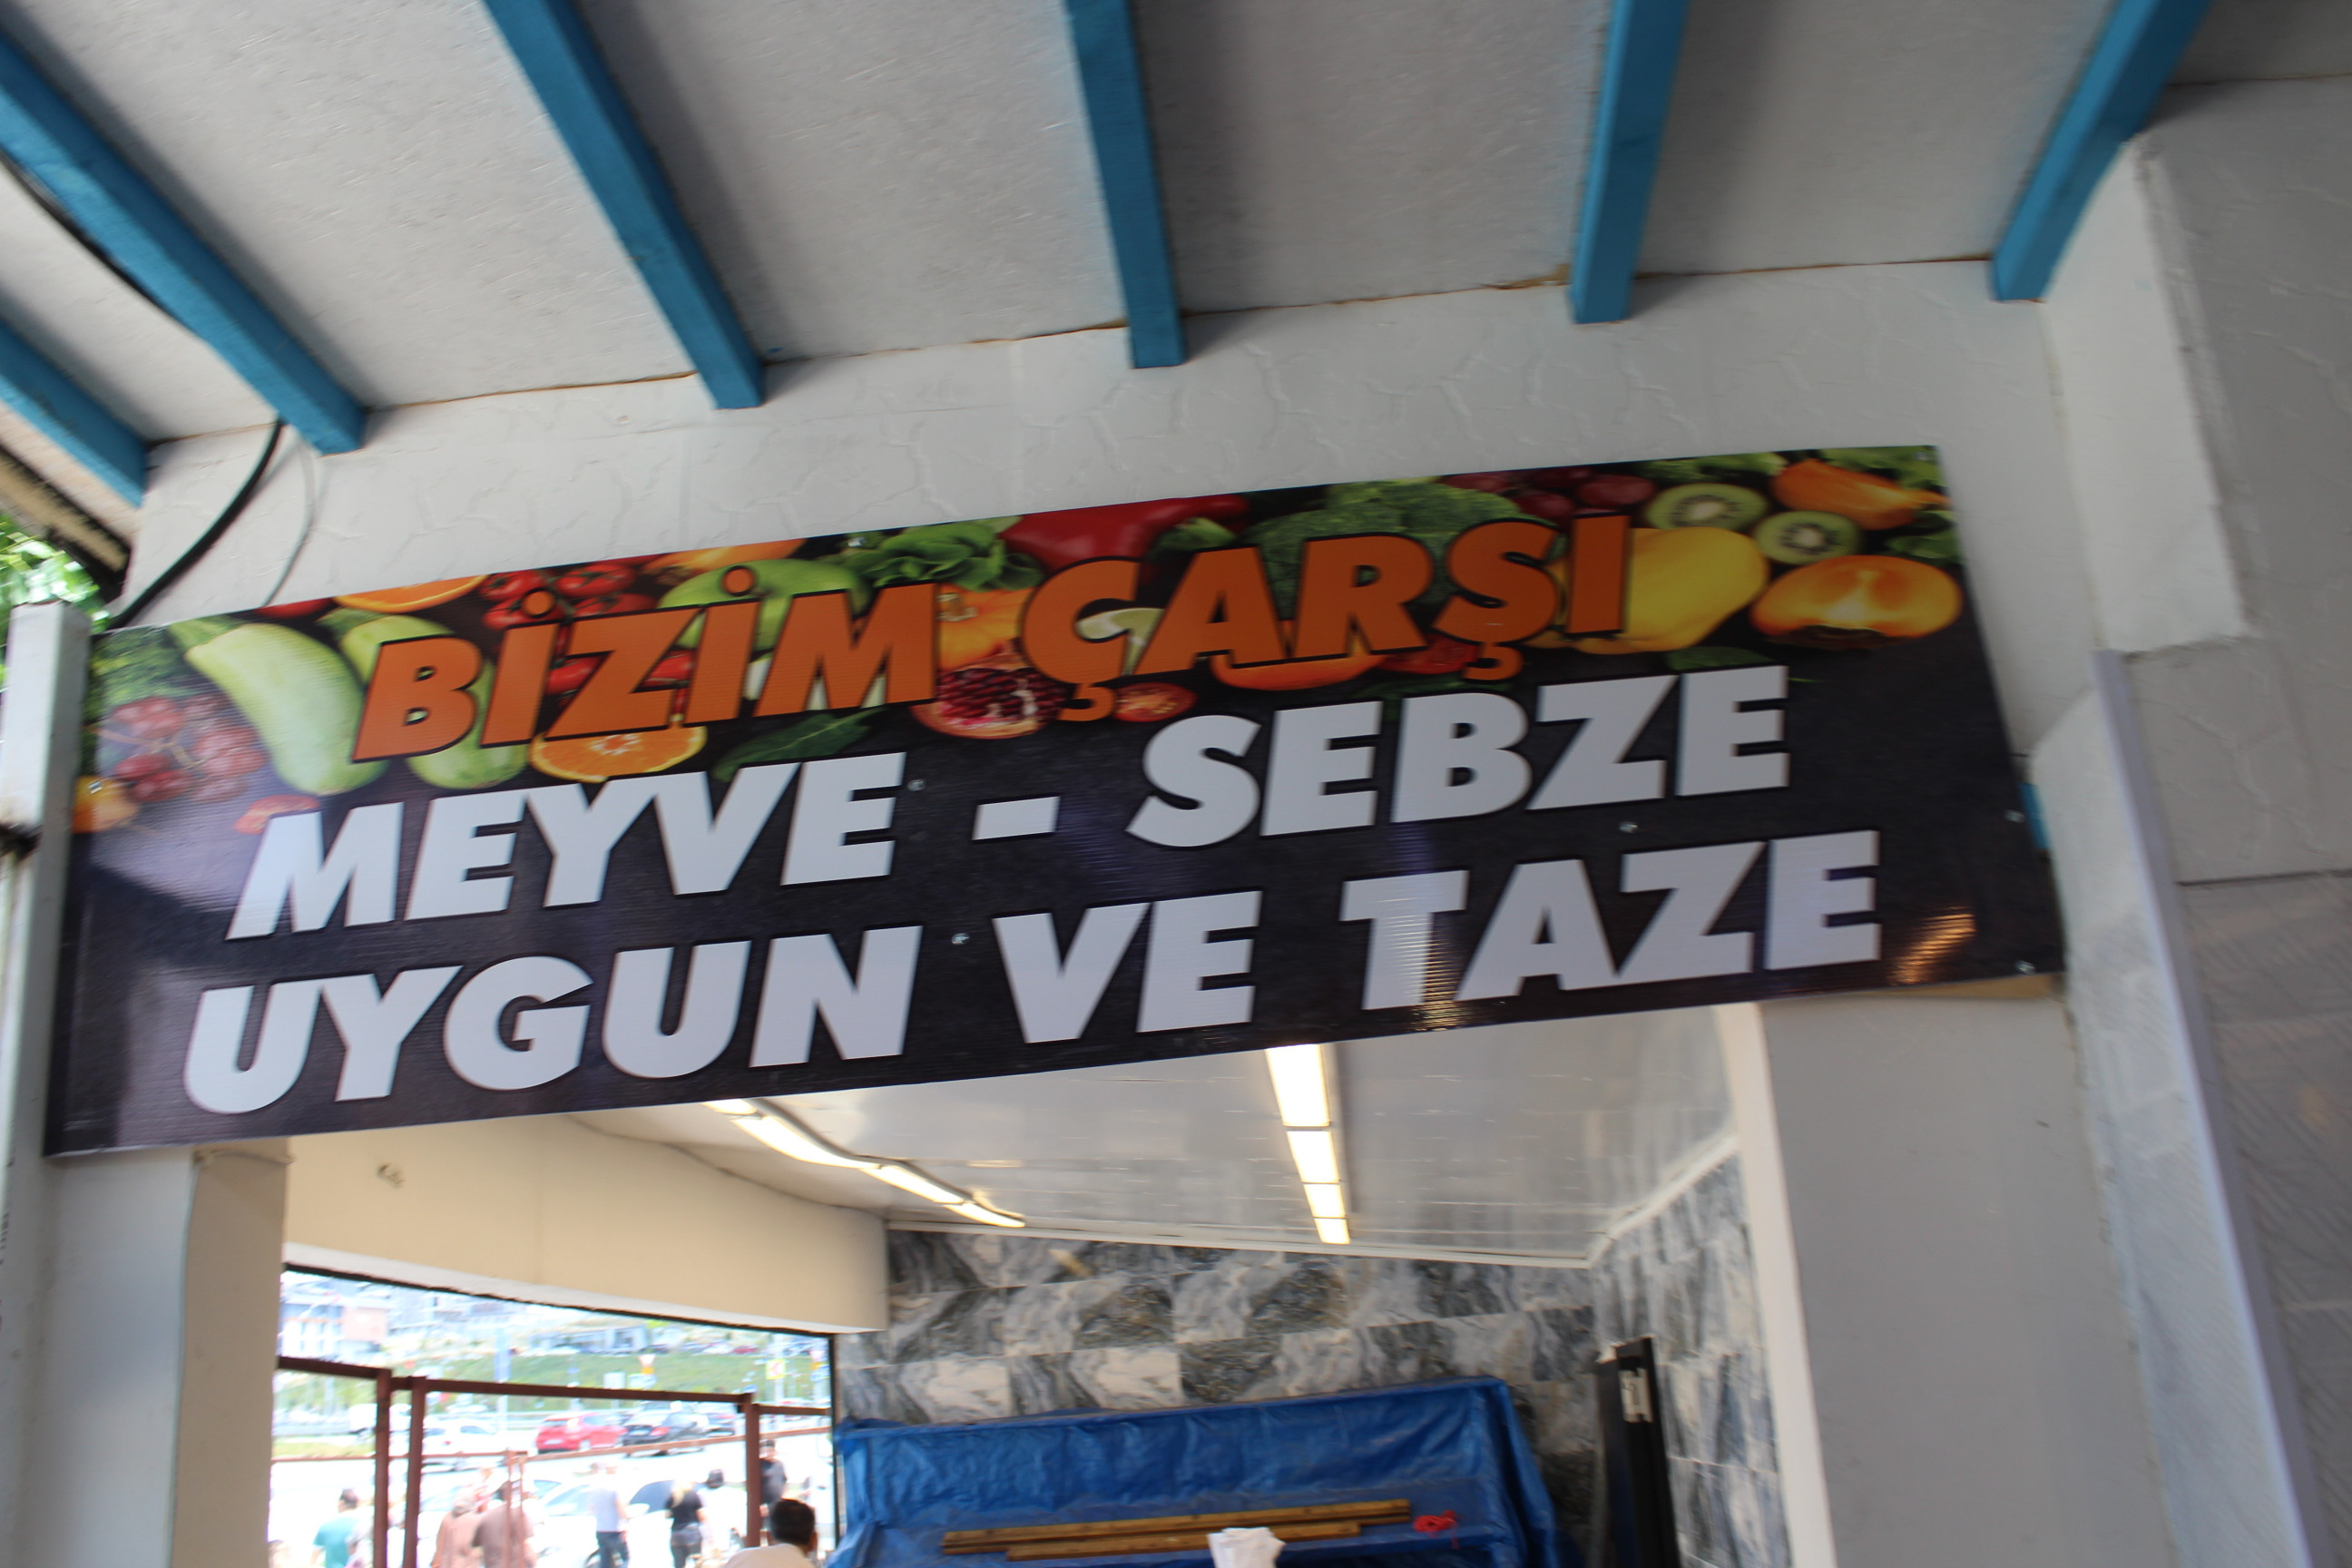 BİZİM ÇARŞI
MEYVE - SEBZE
UYGUN VE TAZE